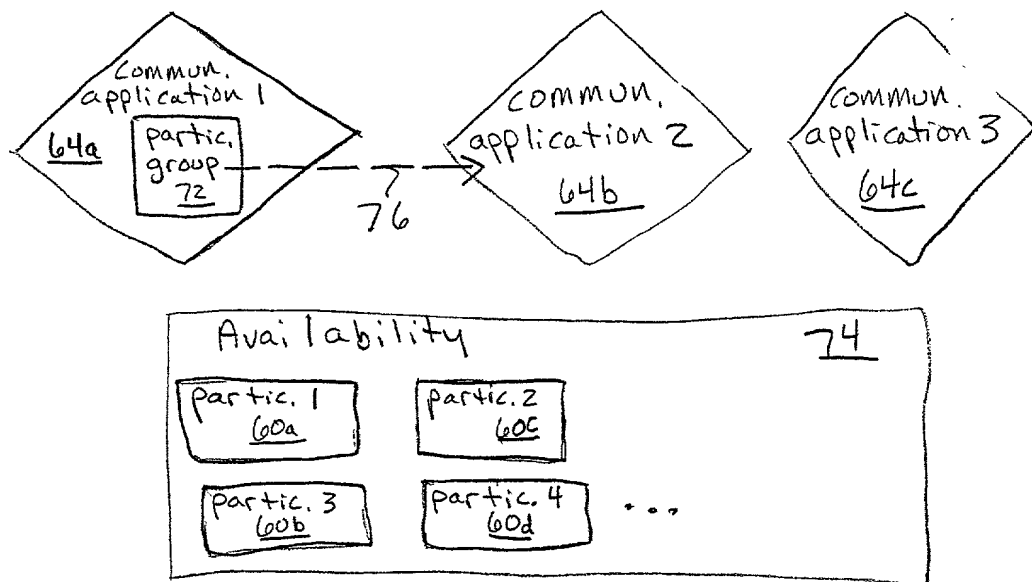 commun.
application 1
64a
partic.
group
72
76
commun.
application 2
64b
commun.
application 3
64c
Availability
74
partic. 1
60a
partic. 2
60c
partic. 3
60b
partic. 4
60d
...